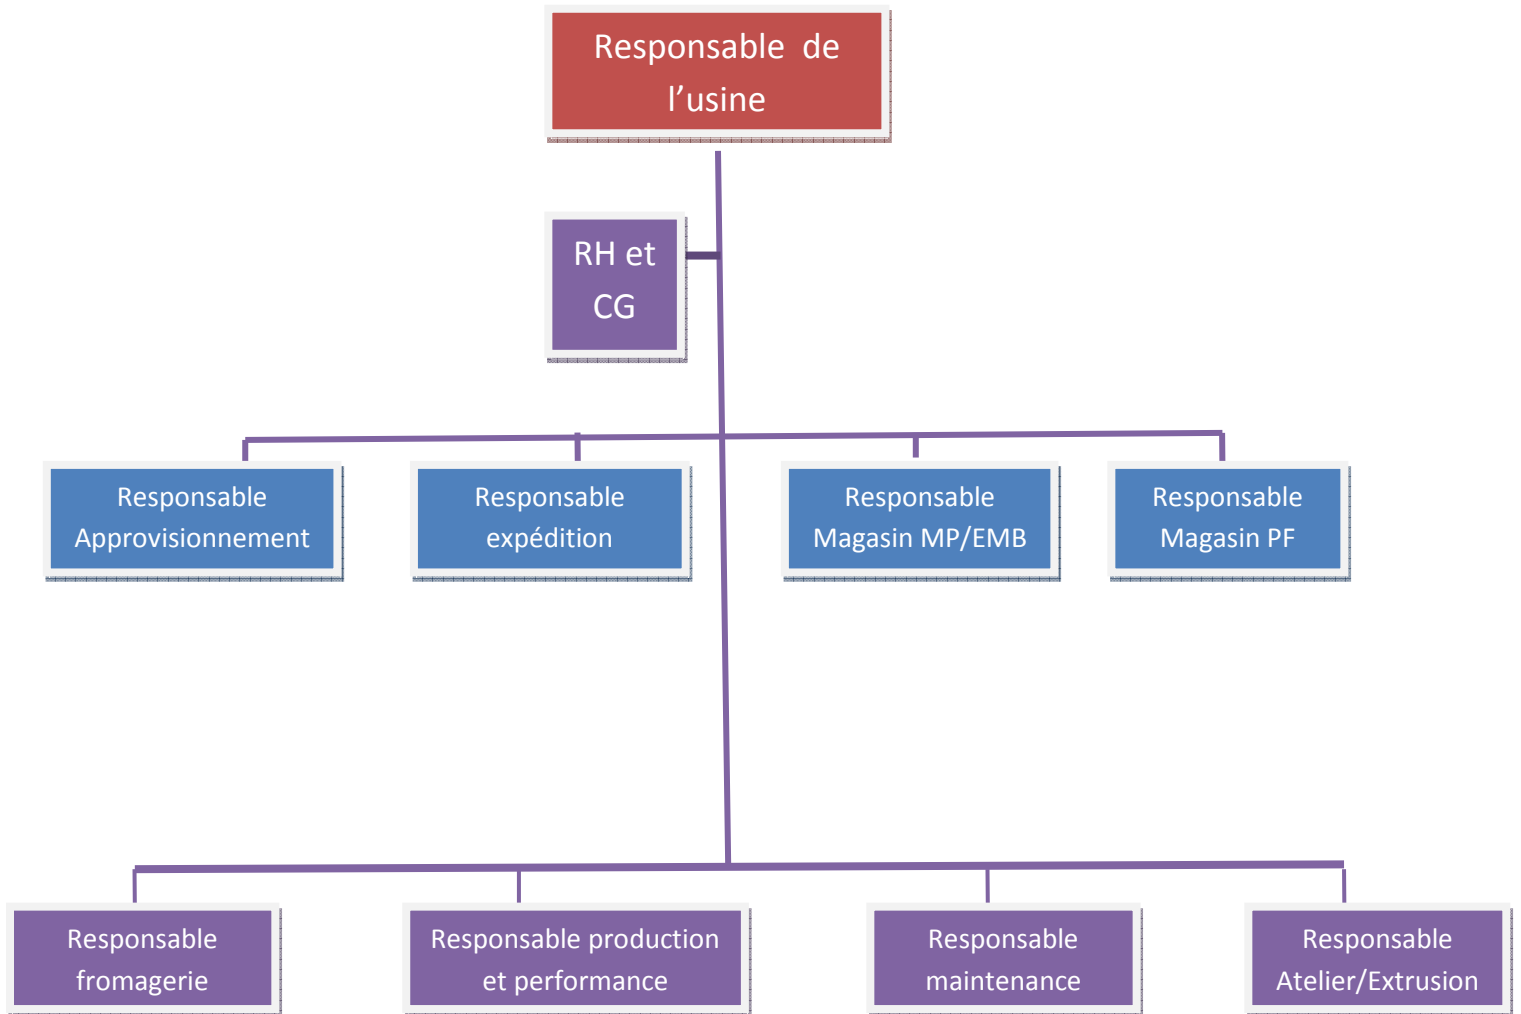 Responsable de
l’usine
RH et
CG
Responsable
Approvisionnement
Responsable
expédition
Responsable
Magasin MP/EMB
Responsable
Magasin PF
Responsable
fromagerie
Responsable production
et performance
Responsable
maintenance
Responsable
Atelier/Extrusion